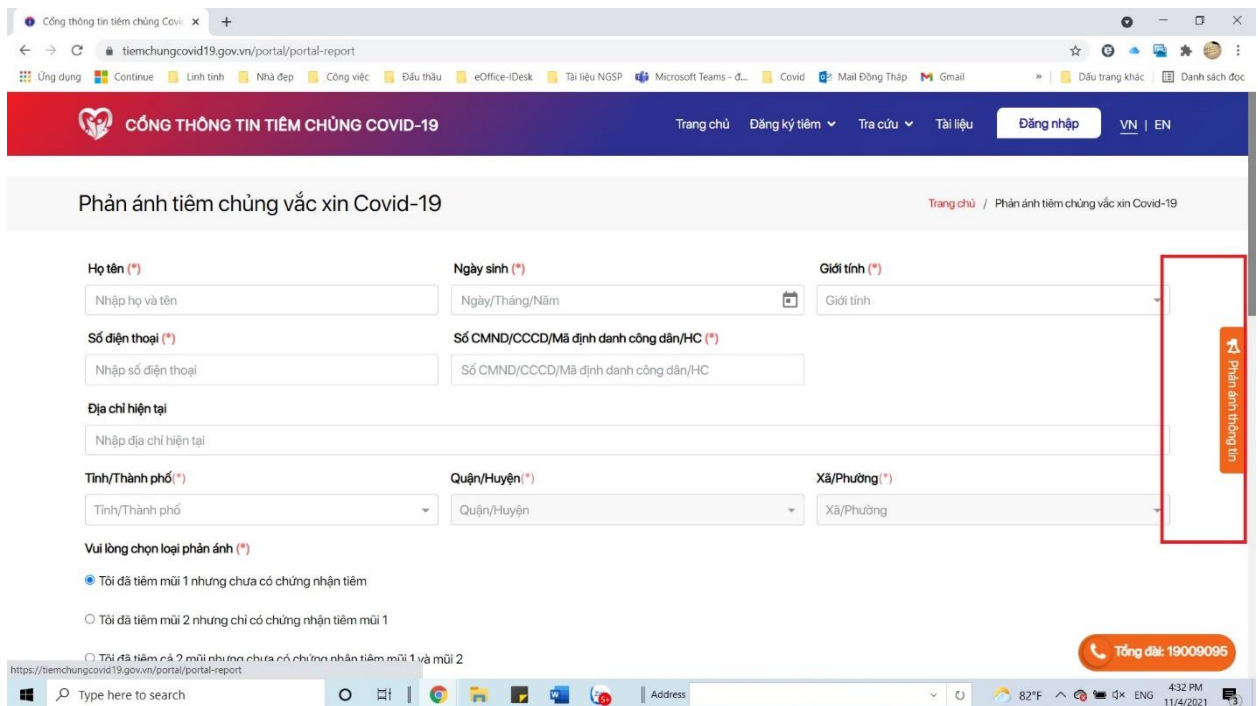 Cổng thông tin tiêm chủng Covi
tiemchungcovid19.gov.vn/portal/portal-report
Ứng dụng Continue Linh tinh Nhà đẹp Công việc Đấu thầu eOffice-IDesk Tài liệu NGSP Microsoft Teams - đ... Covid Mail Đồng Tháp Gmail » Dấu trang khác Danh sách đọc
CỔNG THÔNG TIN TIÊM CHỦNG COVID-19 Trang chủ Đăng ký tiêm Tra cứu Tài liệu Đăng nhập VN | EN
Phản ánh tiêm chủng vắc xin Covid-19 Trang chủ / Phản ánh tiêm chủng vắc xin Covid-19
Họ tên (*) Ngày sinh (*) Giới tính (*)
Nhập họ và tên Ngày/Tháng/Năm Giới tính
Số điện thoại (*) Số CMND/CCCD/Mã định danh công dân/HC (*)
Nhập số điện thoại Số CMND/CCCD/Mã định danh công dân/HC
Phản ánh thông tin
Địa chỉ hiện tại
Nhập địa chỉ hiện tại
Tỉnh/Thành phố(*) Quận/Huyện(*) Xã/Phường(*)
Tỉnh/Thành phố Quận/Huyện Xã/Phường
Vui lòng chọn loại phản ánh (*)
Tôi đã tiêm mũi 1 nhưng chưa có chứng nhận tiêm
Tôi đã tiêm mũi 2 nhưng chỉ có chứng nhận tiêm mũi 1
Tôi đã tiêm cả 2 mũi nhưng chưa có chứng nhận tiêm mũi 1 và mũi 2
Tổng đài: 19009095
https://tiemchungcovid19.gov.vn/portal/portal-report
Type here to search Address 82°F ENG 4:32 PM
11/4/2021